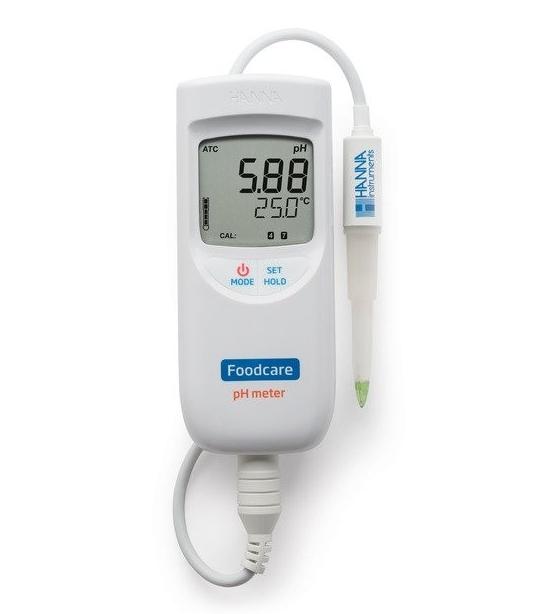 HANNA
ATC pH
5.88
25.0°C
CAL: 4 7
MODE
SET
HOLD
Foodcare
pH meter
HANNA
instruments